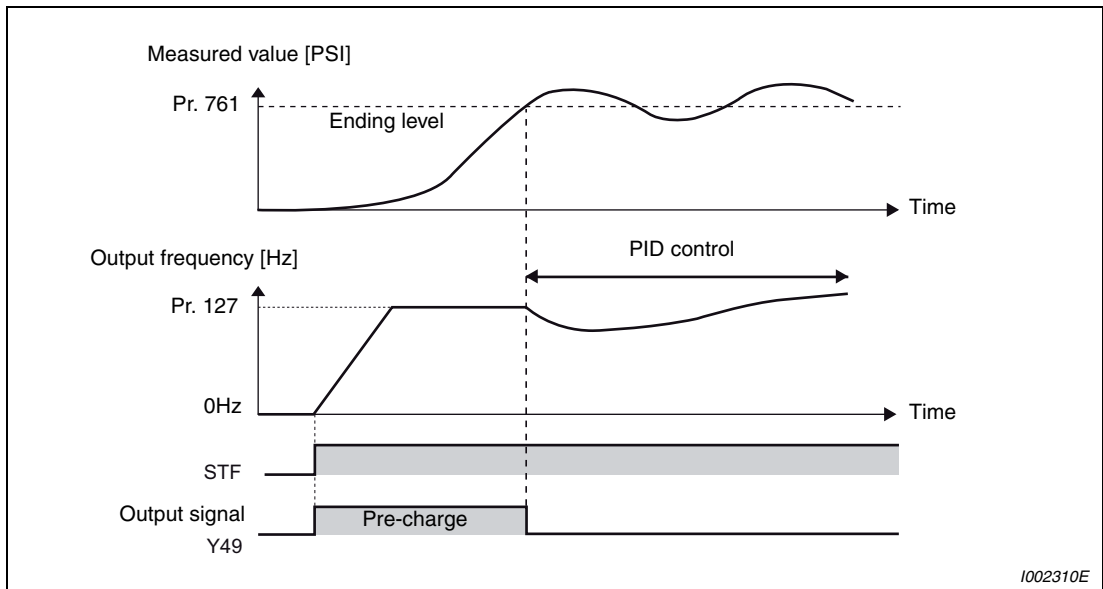 Measured value [PSI]
Pr. 761
Ending level
Time
Output frequency [Hz]
PID control
Pr. 127
0Hz
Time
STF
Output signal
Pre-charge
Y49
I002310E